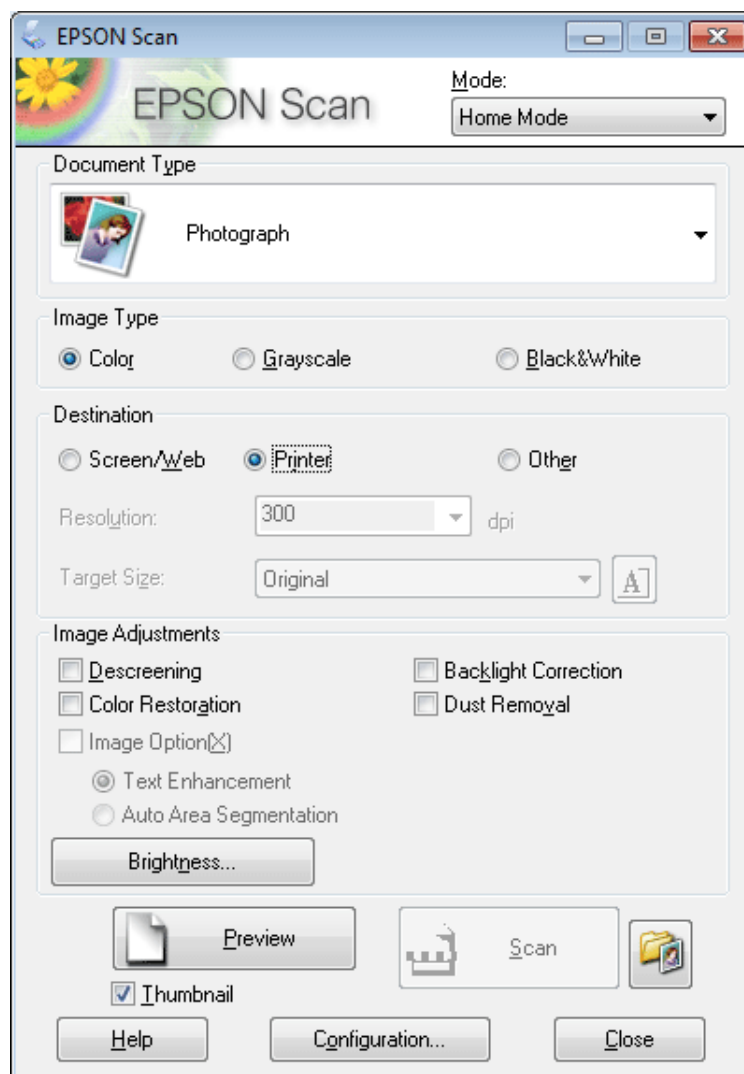 EPSON Scan
EPSON Scan
Mode:
Home Mode
Document Type
Photograph
Image Type
Color Grayscale Black&White
Destination
Screen/Web Printer Other
Resolution: 300 dpi
Target Size: Original A
Image Adjustments
Descreening Backlight Correction
Color Restoration Dust Removal
Image Option(X)
Text Enhancement
Auto Area Segmentation
Brightness...
Preview Scan
Thumbnail
Help Configuration... Close